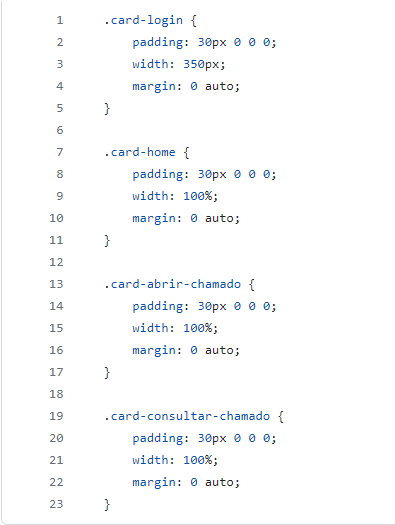 1 .card-login {
2     padding: 30px 0 0 0;
3     width: 350px;
4     margin: 0 auto;
5 }
6
7 .card-home {
8     padding: 30px 0 0 0;
9     width: 100%;
10     margin: 0 auto;
11 }
12
13 .card-abrir-chamado {
14     padding: 30px 0 0 0;
15     width: 100%;
16     margin: 0 auto;
17 }
18
19 .card-consultar-chamado {
20     padding: 30px 0 0 0;
21     width: 100%;
22     margin: 0 auto;
23 }